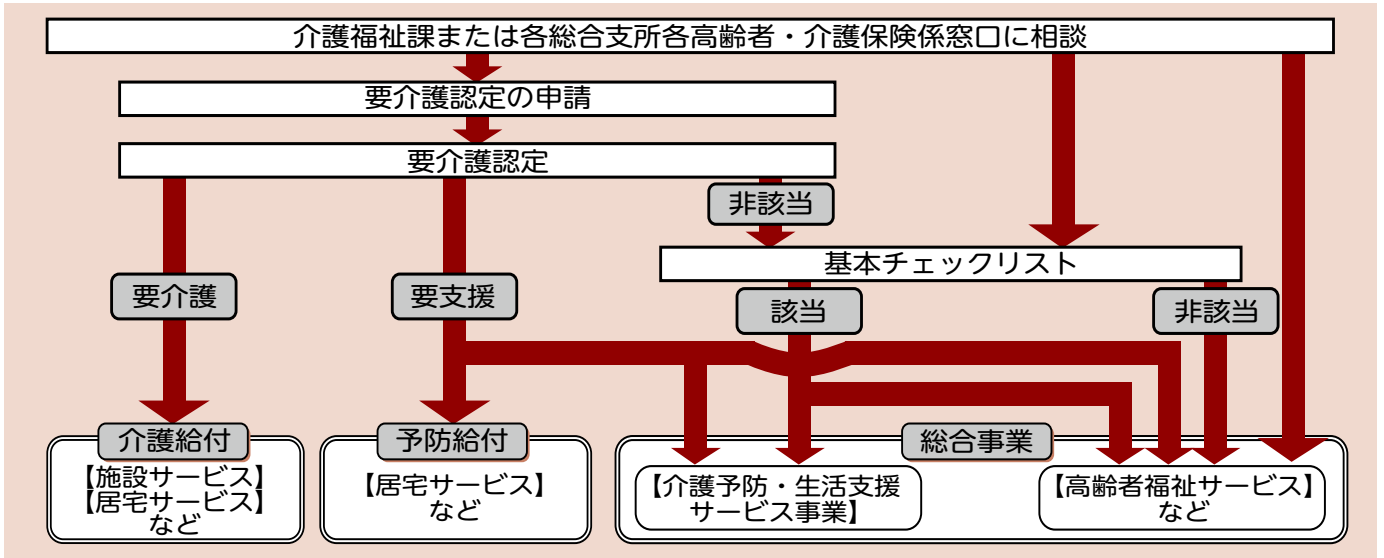 介護福祉課または各総合支所各高齢者・介護保険係窓口に相談
要介護認定の申請
要介護認定
非該当
基本チェックリスト
要介護
要支援
該当
非該当
介護給付
【施設サービス】
【居宅サービス】
など
予防給付
【居宅サービス】
など
総合事業
【介護予防・生活支援
サービス事業】
【高齢者福祉サービス】
など